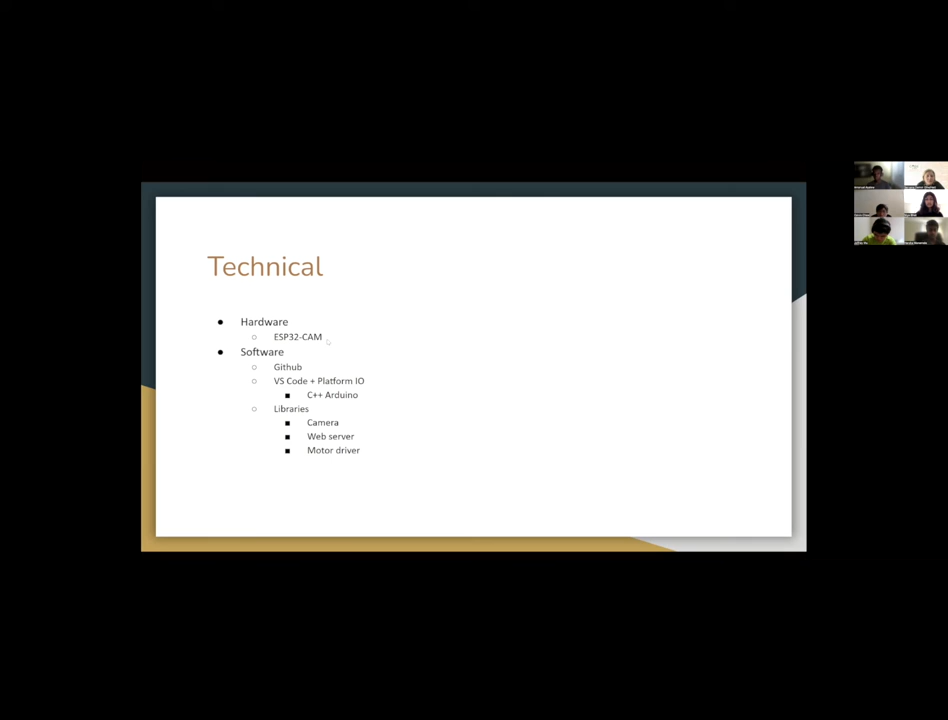 Technical
● Hardware
○ ESP32-CAM
● Software
○ Github
○ VS Code + Platform IO
■ C++ Arduino
○ Libraries
■ Camera
■ Web server
■ Motor driver